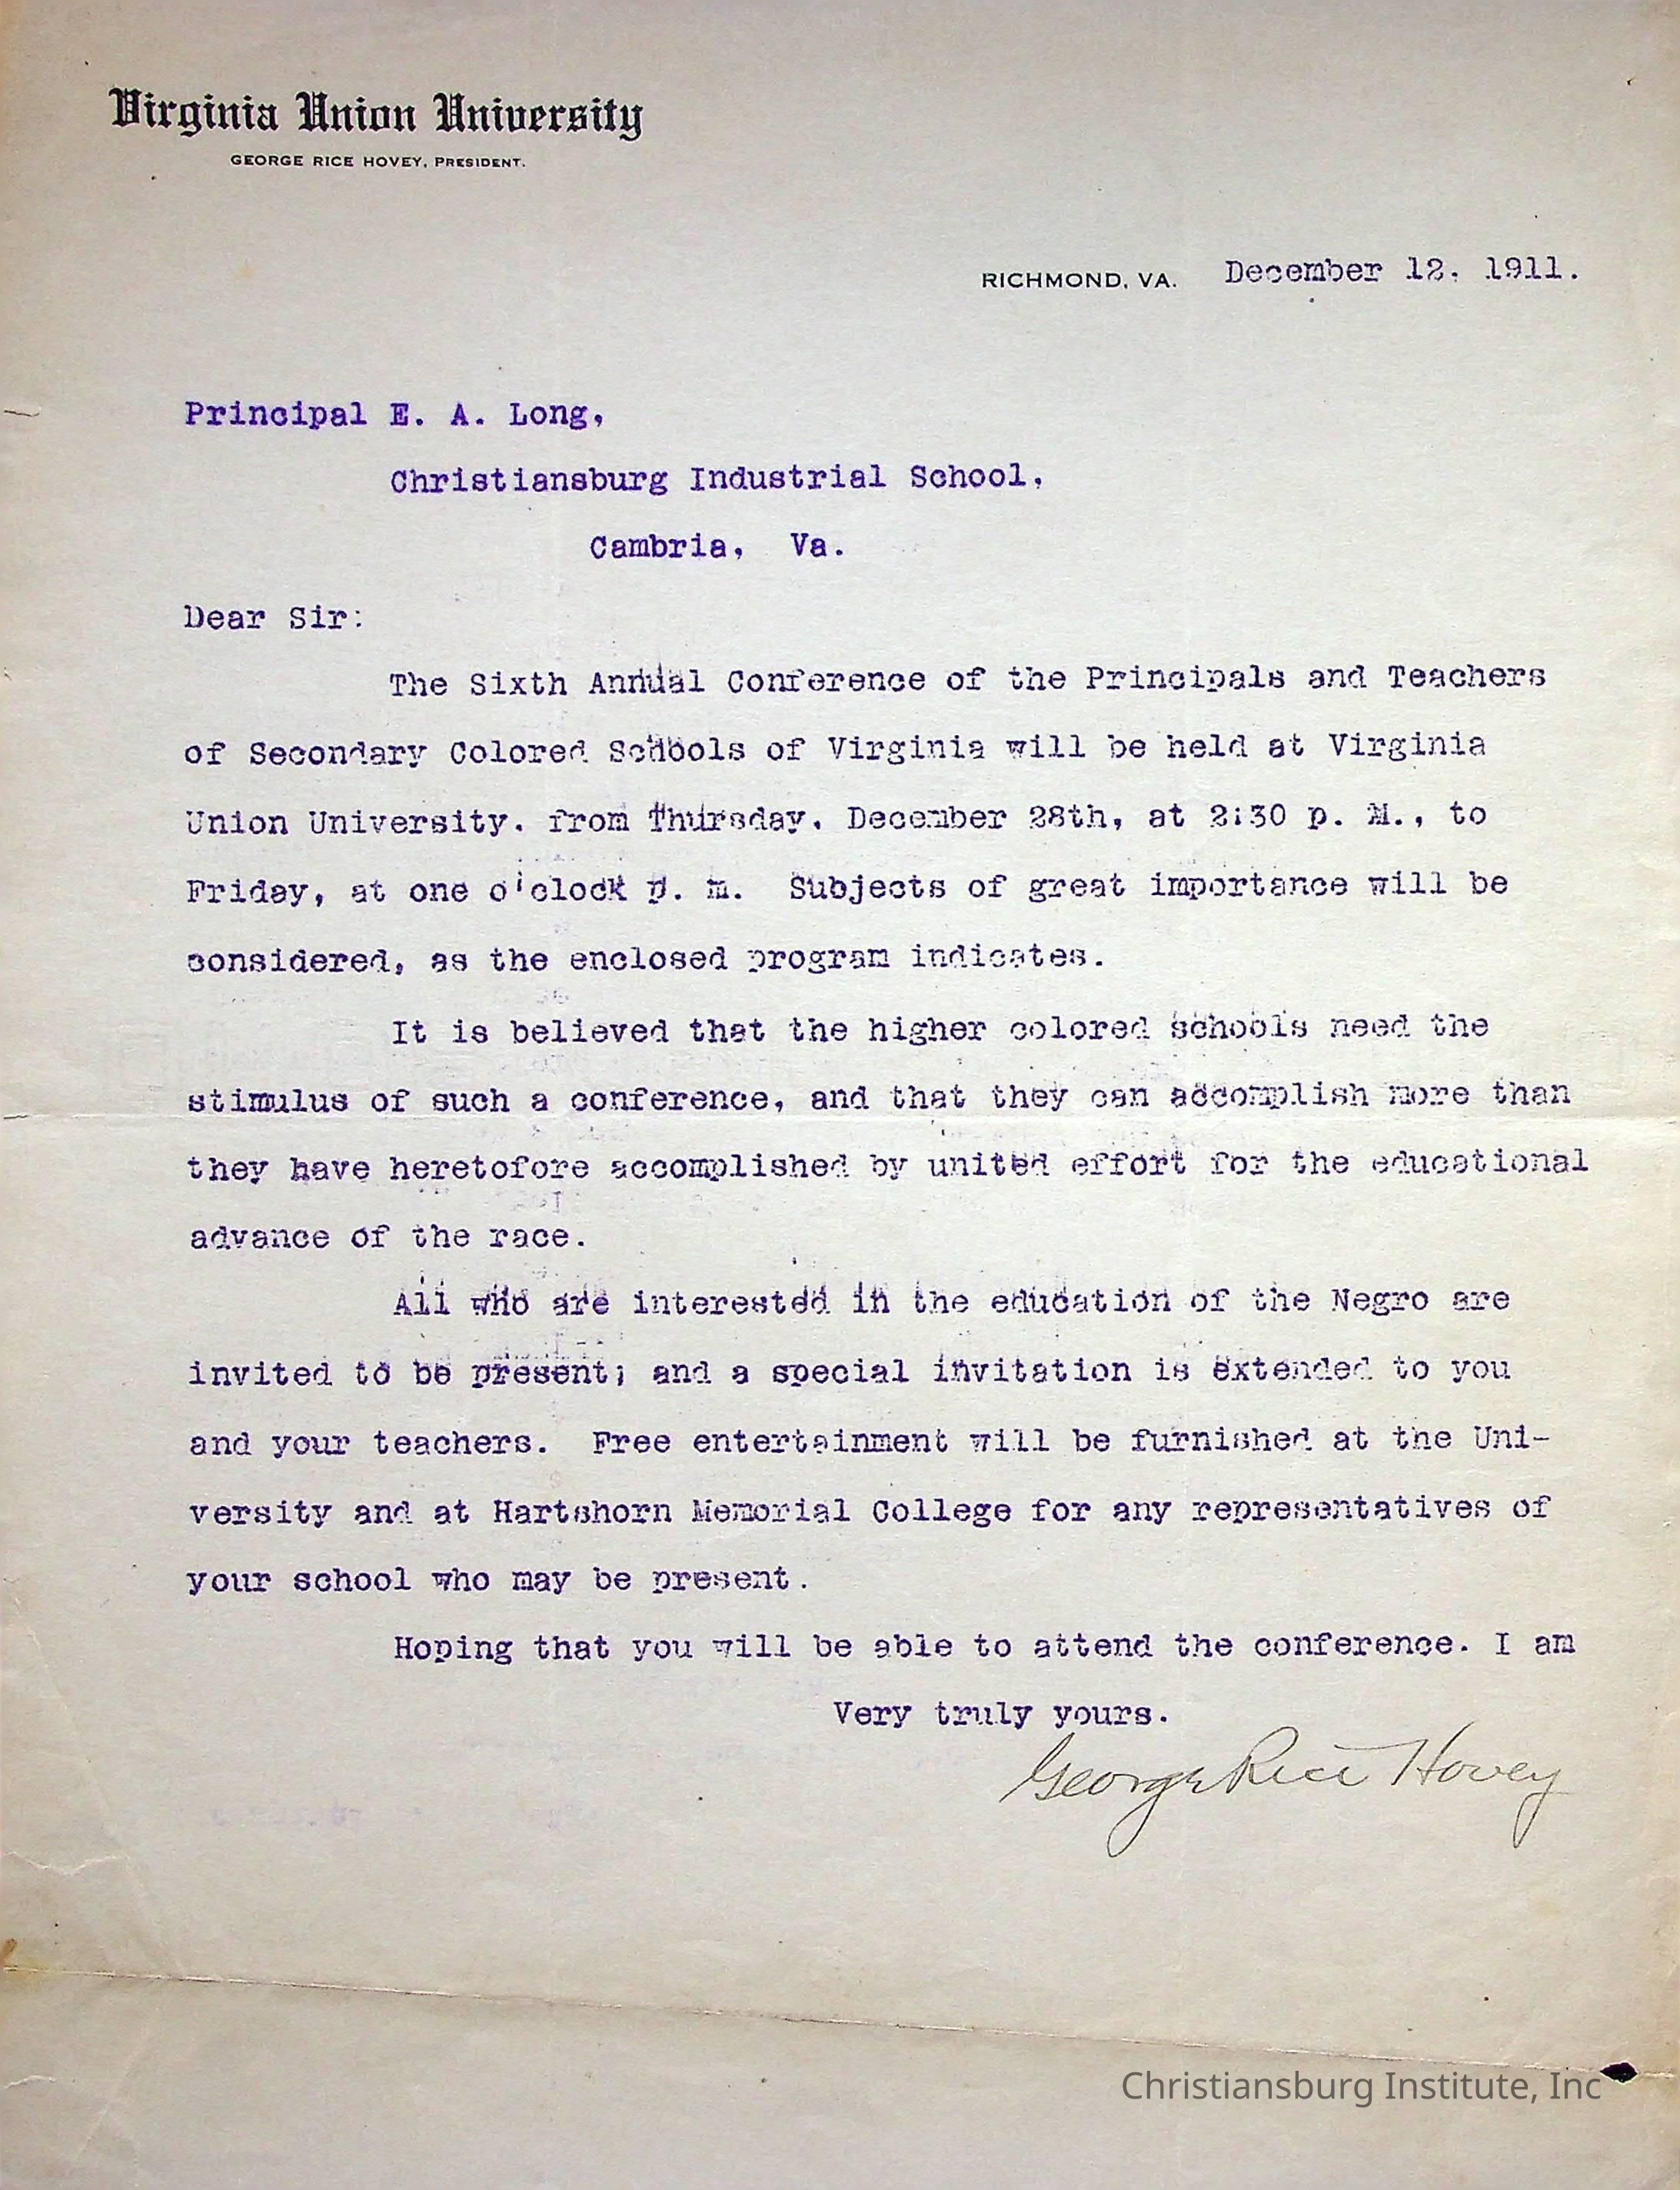 Virginia Union University
GEORGE RICE HOVEY, PRESIDENT.
RICHMOND, VA. December 12. 1911.
Principal E. A. Long,
Christiansburg Industrial School,
Cambria, Va.
Dear Sir:
The Sixth Annual Conference of the Principals and Teachers
of Secondary Colored Schools of Virginia will be held at Virginia
Union University. from Thursday, December 28th, at 2:30 p. M., to
Friday, at one o'clock p. m. Subjects of great importance will be
considered, as the enclosed program indicates.
It is believed that the higher colored schools need the
stimulus of such a conference, and that they can accomplish more than
they have heretofore accomplished by united effort for the educational
advance of the race.
All who are interested in the education of the Negro are
invited to be present; and a special invitation is extended to you
and your teachers. Free entertainment will be furnished at the Uni-
versity and at Hartshorn Memorial College for any representatives of
your school who may be present.
Hoping that you will be able to attend the conference. I am
Very truly yours.
George Rice Hovey
Christiansburg Institute, Inc